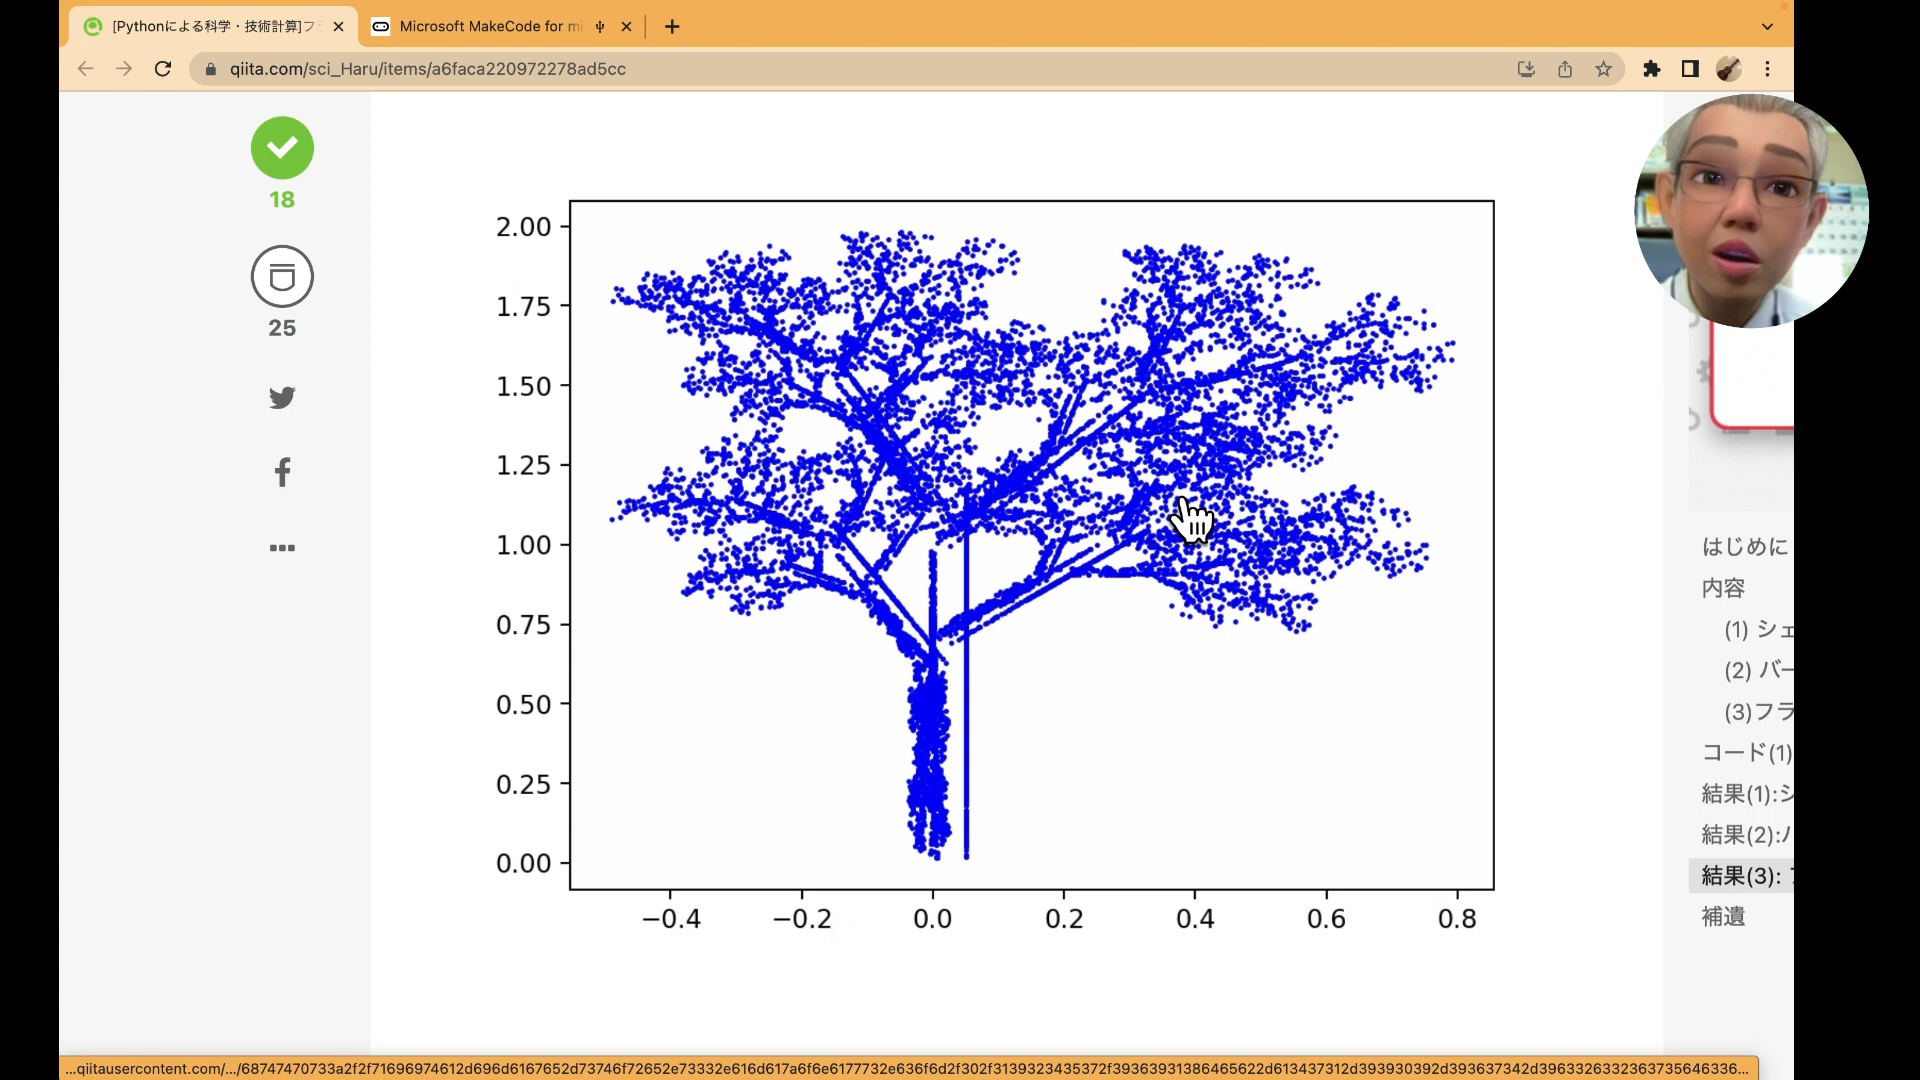 [Pythonによる科学・技術計算]フ
Microsoft MakeCode for mi
qiita.com/sci_Haru/items/a6faca220972278ad5cc
18
25
2.00
1.75
1.50
1.25
1.00
0.75
0.50
0.25
0.00
−0.4 −0.2 0.0 0.2 0.4 0.6 0.8
はじめに
内容
(1) シェ
(2) バー
(3)フラ
コード(1)
結果(1):シ
結果(2):バ
結果(3):
補遺